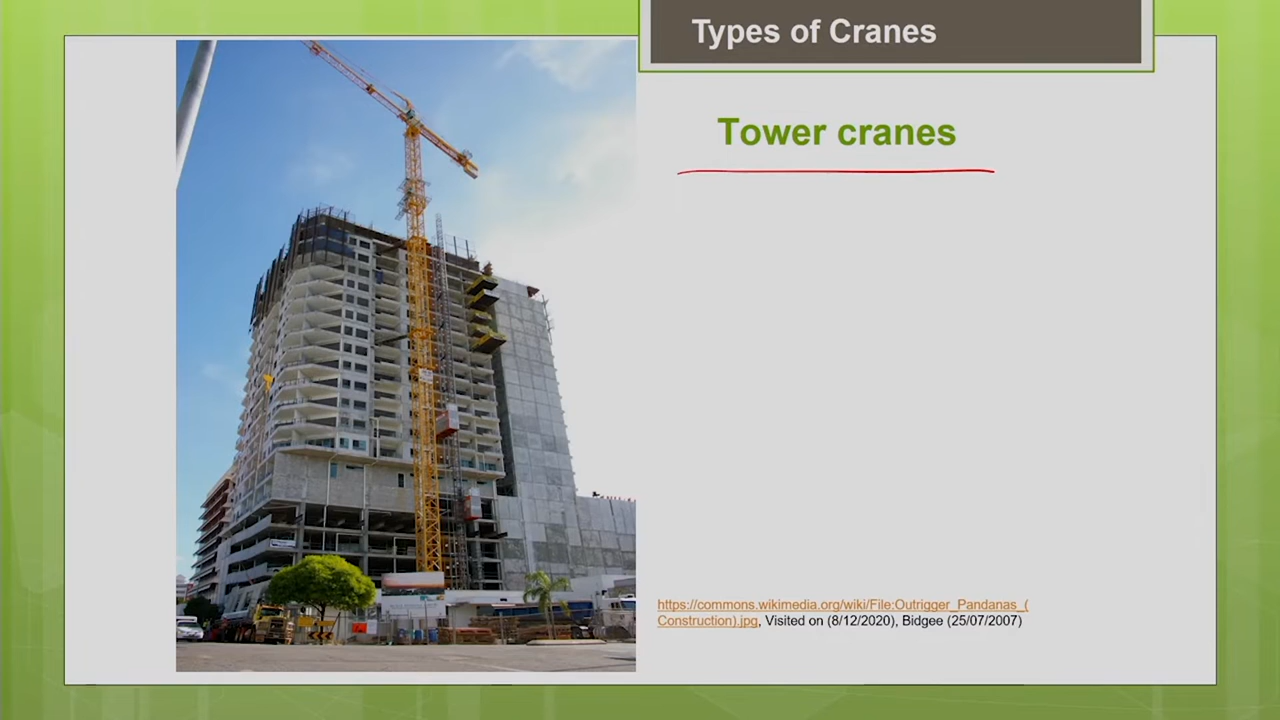 Types of Cranes
Tower cranes
https://commons.wikimedia.org/wiki/File:Outrigger_Pandanas_(
Construction).jpg, Visited on (8/12/2020), Bidgee (25/07/2007)